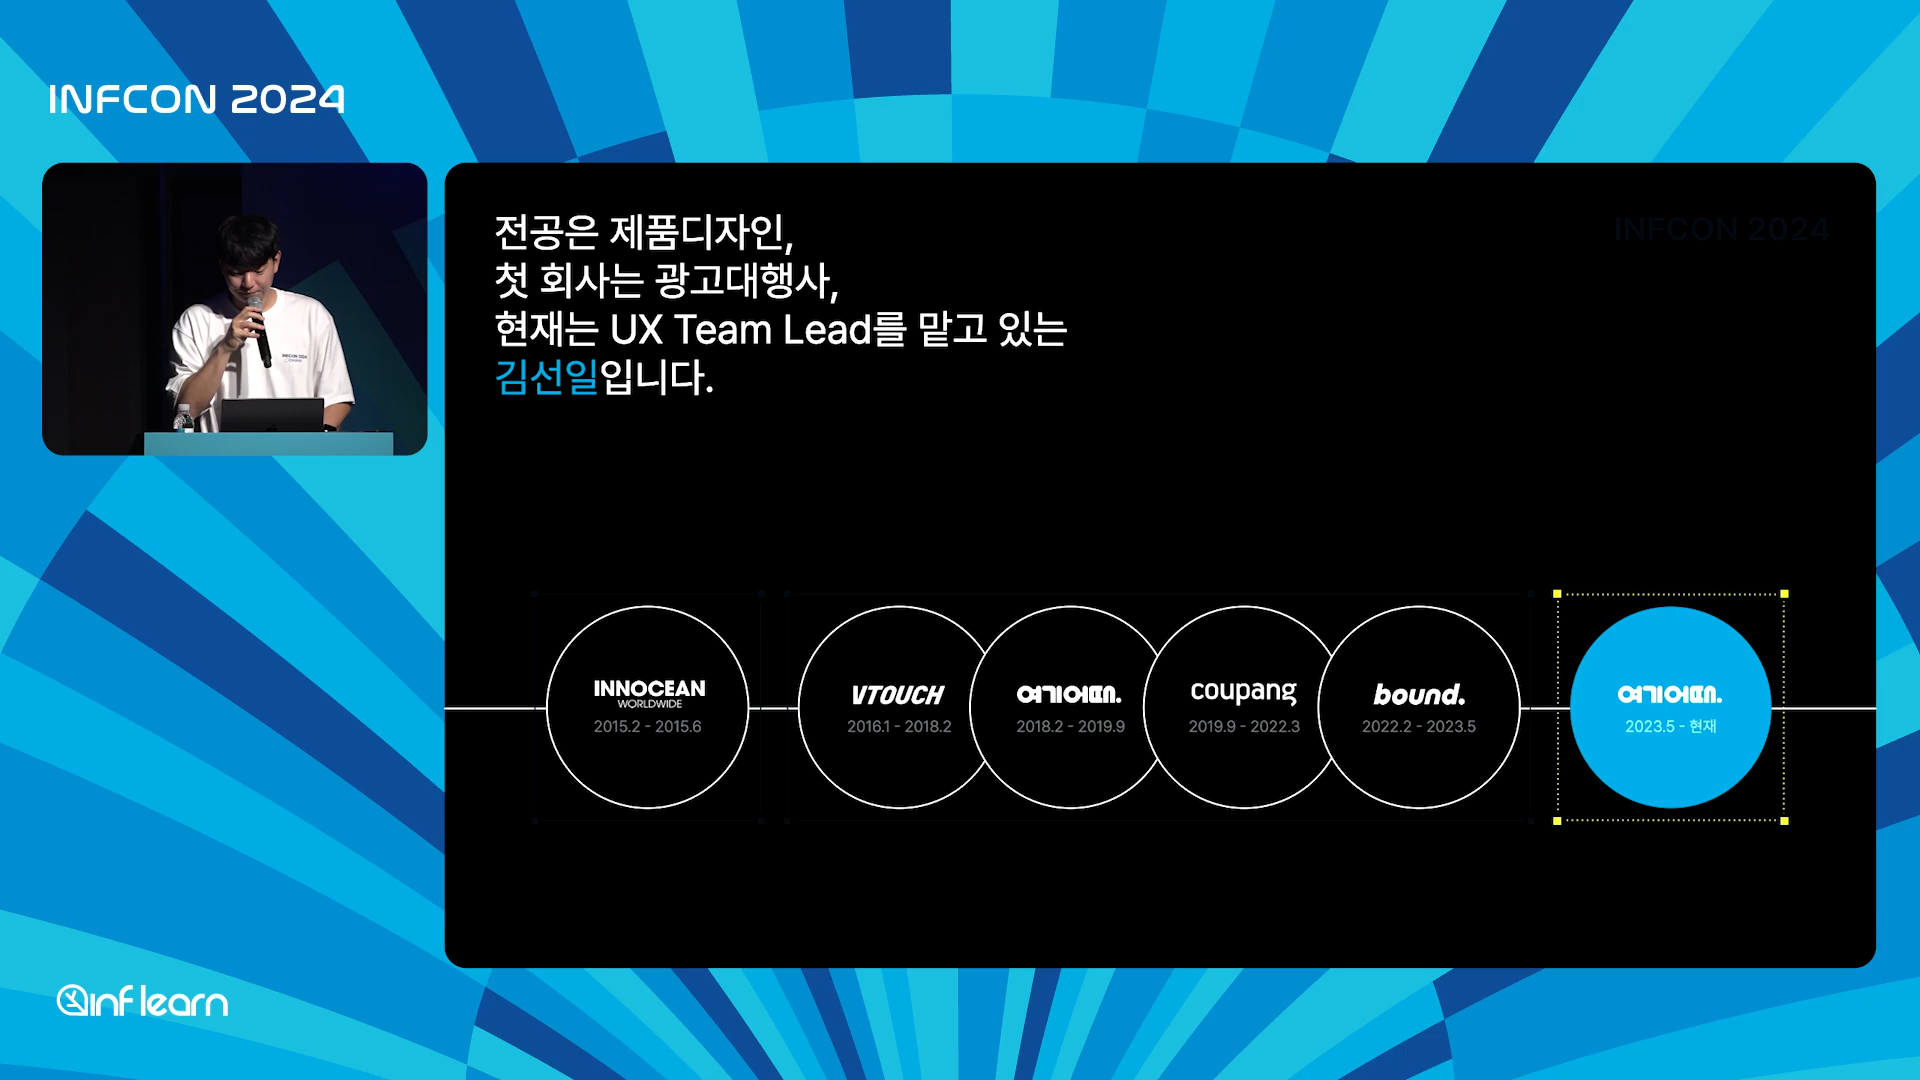 INFCON 2024
전공은 제품디자인,
첫 회사는 광고대행사,
현재는 UX Team Lead를 맡고 있는
김선일입니다.
INFCON 2024
INNOCEAN
WORLDWIDE
2015.2 - 2015.6
VTOUCH
2016.1 - 2018.2
여기어때.
2018.2 - 2019.9
coupang
2019.9 - 2022.3
bound.
2022.2 - 2023.5
여기어때.
2023.5 - 현재
inflearn